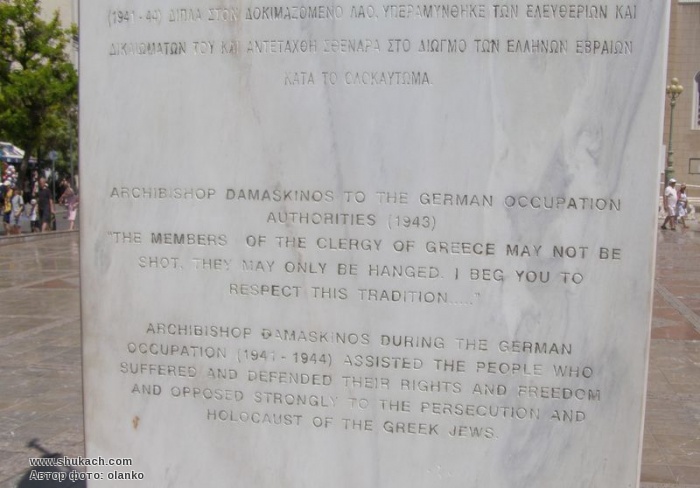 (1941-44) ΔΙΠΛΑ ΣΤΟΝ ΔΟΚΙΜΑΖΟΜΕΝΟ ΛΑΟ, ΥΠΕΡΑΜΥΝΘΗΚΕ ΤΩΝ ΕΛΕΥΘΕΡΙΩΝ ΚΑΙ
ΔΙΚΑΙΩΜΑΤΩΝ ΤΟΥ ΚΑΙ ΑΝΤΕΤΑΧΘΗ ΣΘΕΝΑΡΑ ΣΤΟ ΔΙΩΓΜΟ ΤΩΝ ΕΛΛΗΝΩΝ ΕΒΡΑΙΩΝ
ΚΑΤΑ ΤΟ ΟΛΟΚΑΥΤΩΜΑ.
ARCHIBISHOP DAMASKINOS TO THE GERMAN OCCUPATION
AUTHORITIES (1943)
"THE MEMBERS OF THE CLERGY OF GREECE MAY NOT BE
SHOT. THEY MAY ONLY BE HANGED. I BEG YOU TO
RESPECT THIS TRADITION....."
ARCHIBISHOP DAMASKINOS DURING THE GERMAN
OCCUPATION (1941 - 1944) ASSISTED THE PEOPLE WHO
SUFFERED AND DEFENDED THEIR RIGHTS AND FREEDOM
AND OPPOSED STRONGLY TO THE PERSECUTION AND
HOLOCAUST OF THE GREEK JEWS.
www.shukach.com
Автор фото: olanko